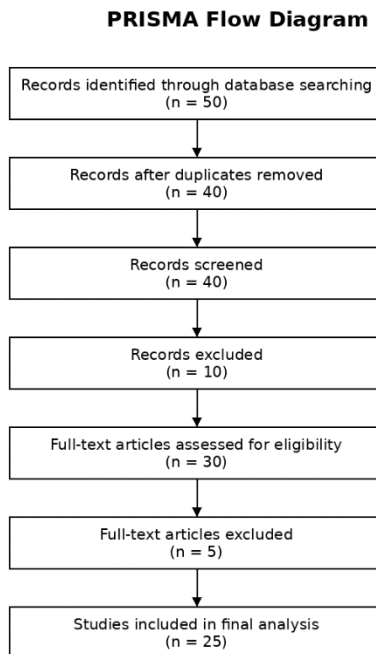 PRISMA Flow Diagram
Records identified through database searching
(n = 50)
Records after duplicates removed
(n = 40)
Records screened
(n = 40)
Records excluded
(n = 10)
Full-text articles assessed for eligibility
(n = 30)
Full-text articles excluded
(n = 5)
Studies included in final analysis
(n = 25)